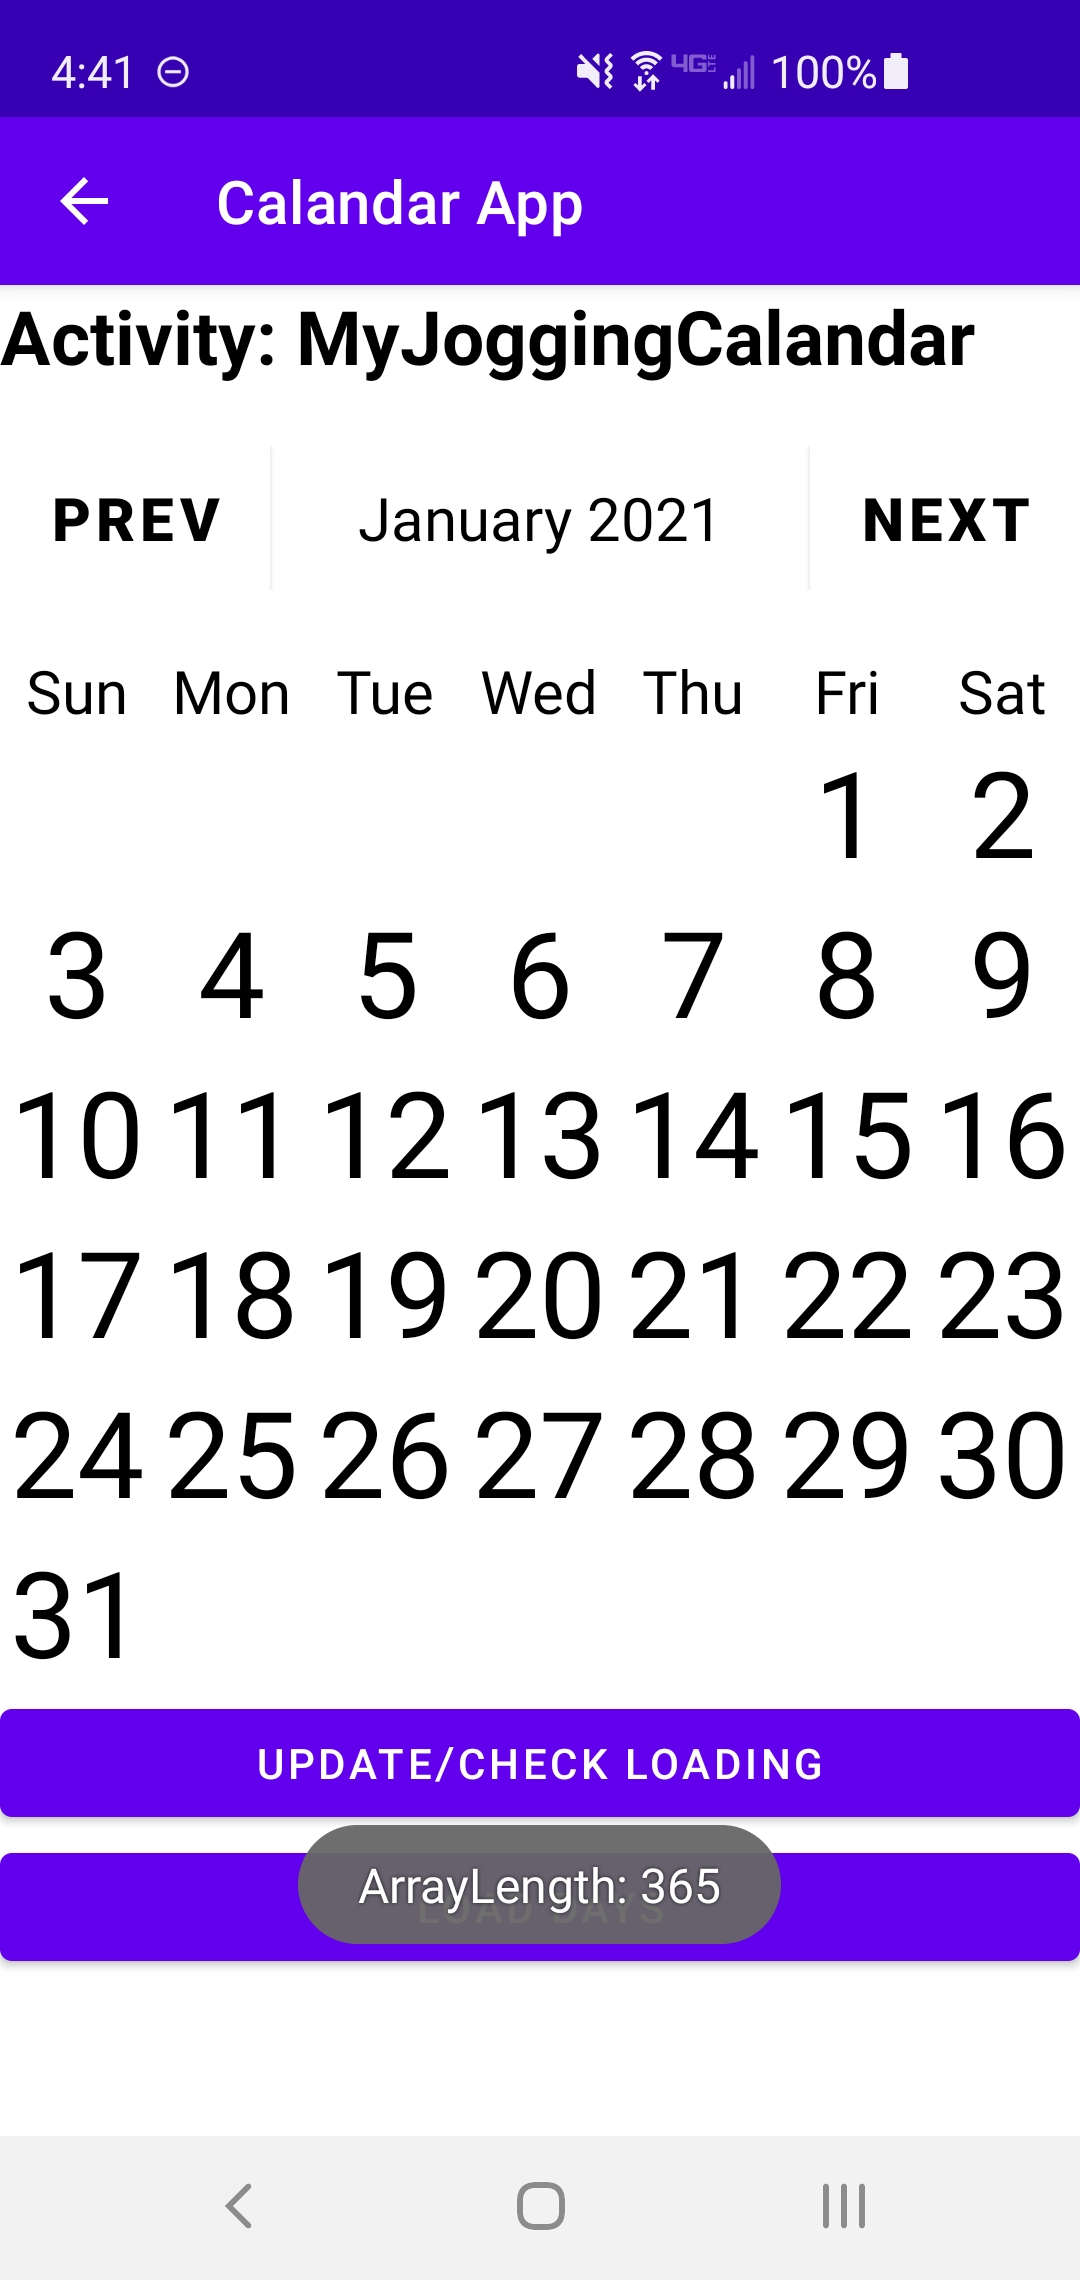 4:41 4G LTE 100%
Calandar App
Activity: MyJoggingCalandar
PREV January 2021 NEXT
Sun Mon Tue Wed Thu Fri Sat
1 2
3 4 5 6 7 8 9
10 11 12 13 14 15 16
17 18 19 20 21 22 23
24 25 26 27 28 29 30
31
UPDATE/CHECK LOADING
ArrayLength: 365
LOAD DAYS